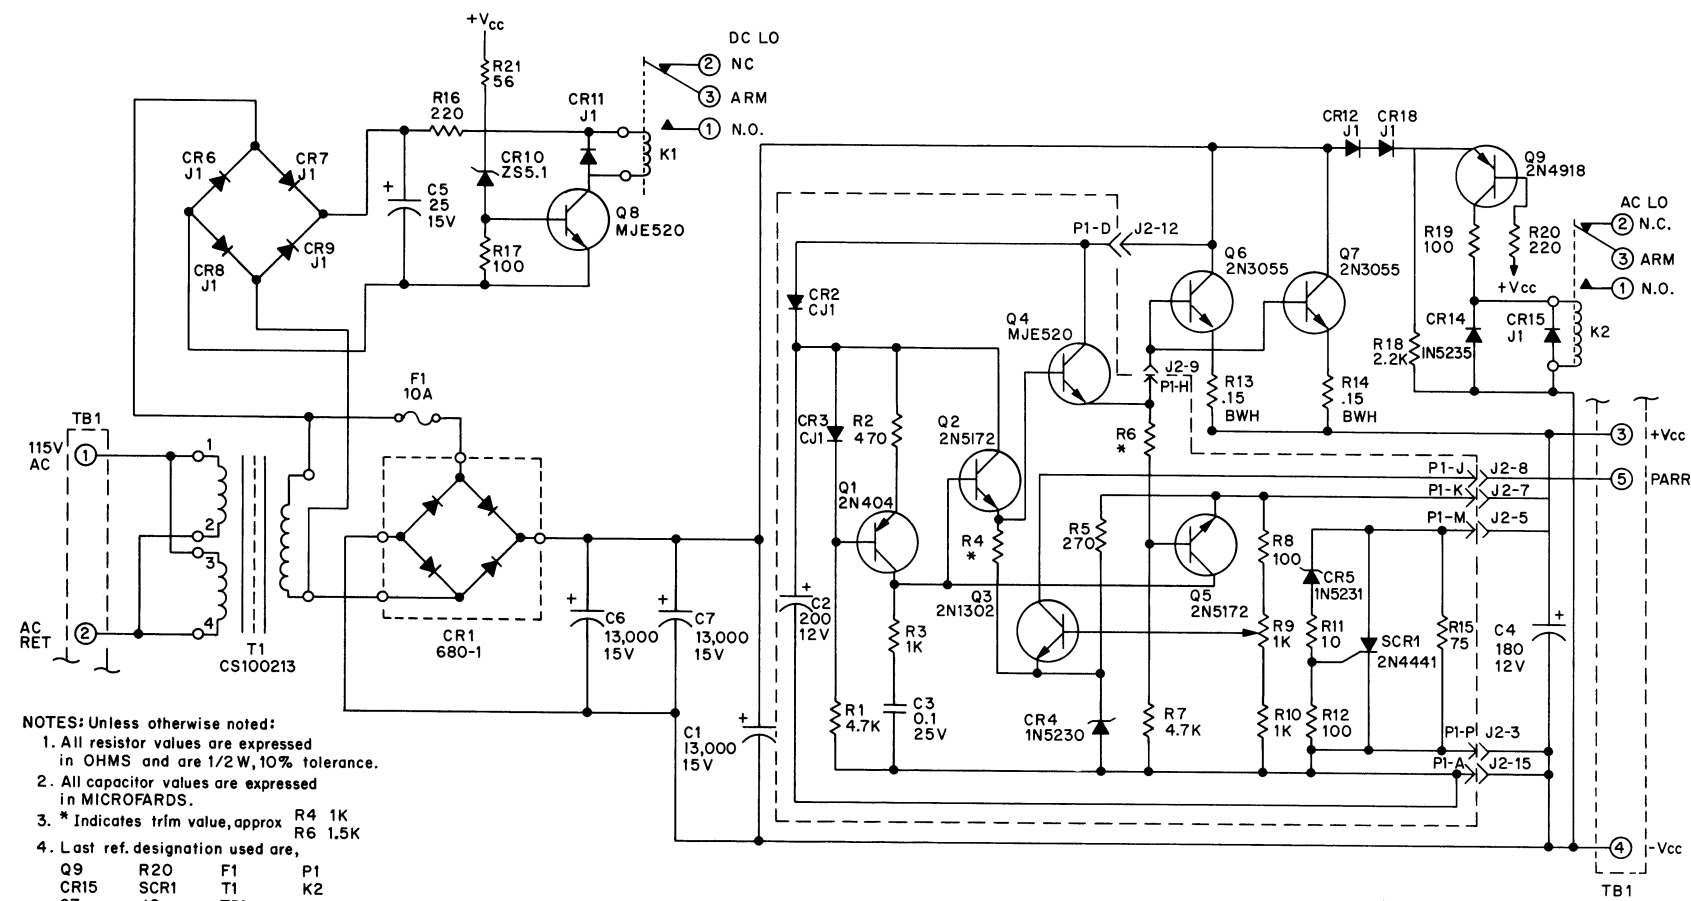 +Vcc
R21
56
DC LO
2 NC
3 ARM
1 N.O.
K1
R16
220
CR11
J1
CR6
J1
CR7
J1
CR8
J1
CR9
J1
+
C5
25
15V
CR10
ZS5.1
R17
100
Q8
MJE520
CR12
J1
CR18
J1
Q9
2N4918
R19
100
R20
220
+Vcc
AC LO
2 N.C.
3 ARM
1 N.O.
K2
CR14
1N5235
CR15
J1
R18
2.2K
P1-D
J2-12
Q6
2N3055
Q7
2N3055
CR2
CJ1
Q4
MJE520
J2-9
P1-H
R13
.15
BWH
R14
.15
BWH
F1
10A
TB1
115V
AC
1
AC
RET
2
1
2
3
4
T1
CS100213
CR1
680-1
+
C6
13,000
15V
+
C7
13,000
15V
+
C1
13,000
15V
CR3
CJ1
R2
470
Q2
2N5172
R6
*
Q1
2N404
R4
*
R5
270
R8
100
Q5
2N5172
Q3
2N1302
+
C2
200
12V
R3
1K
R9
1K
C3
0.1
25V
R1
4.7K
CR4
1N5230
R7
4.7K
R10
1K
CR5
1N5231
R11
10
R12
100
SCR1
2N4441
R15
75
+
C4
180
12V
P1-J
J2-8
P1-K
J2-7
P1-M
J2-5
P1-P
J2-3
P1-A
J2-15
3 +Vcc
5 PARR
4 -Vcc
TB1
NOTES: Unless otherwise noted:
1. All resistor values are expressed
in OHMS and are 1/2 W, 10% tolerance.
2. All capacitor values are expressed
in MICROFARDS.
3. * Indicates trim value, approx R4 1K
R6 1.5K
4. Last ref. designation used are,
Q9 R20 F1 P1
CR15 SCR1 T1 K2